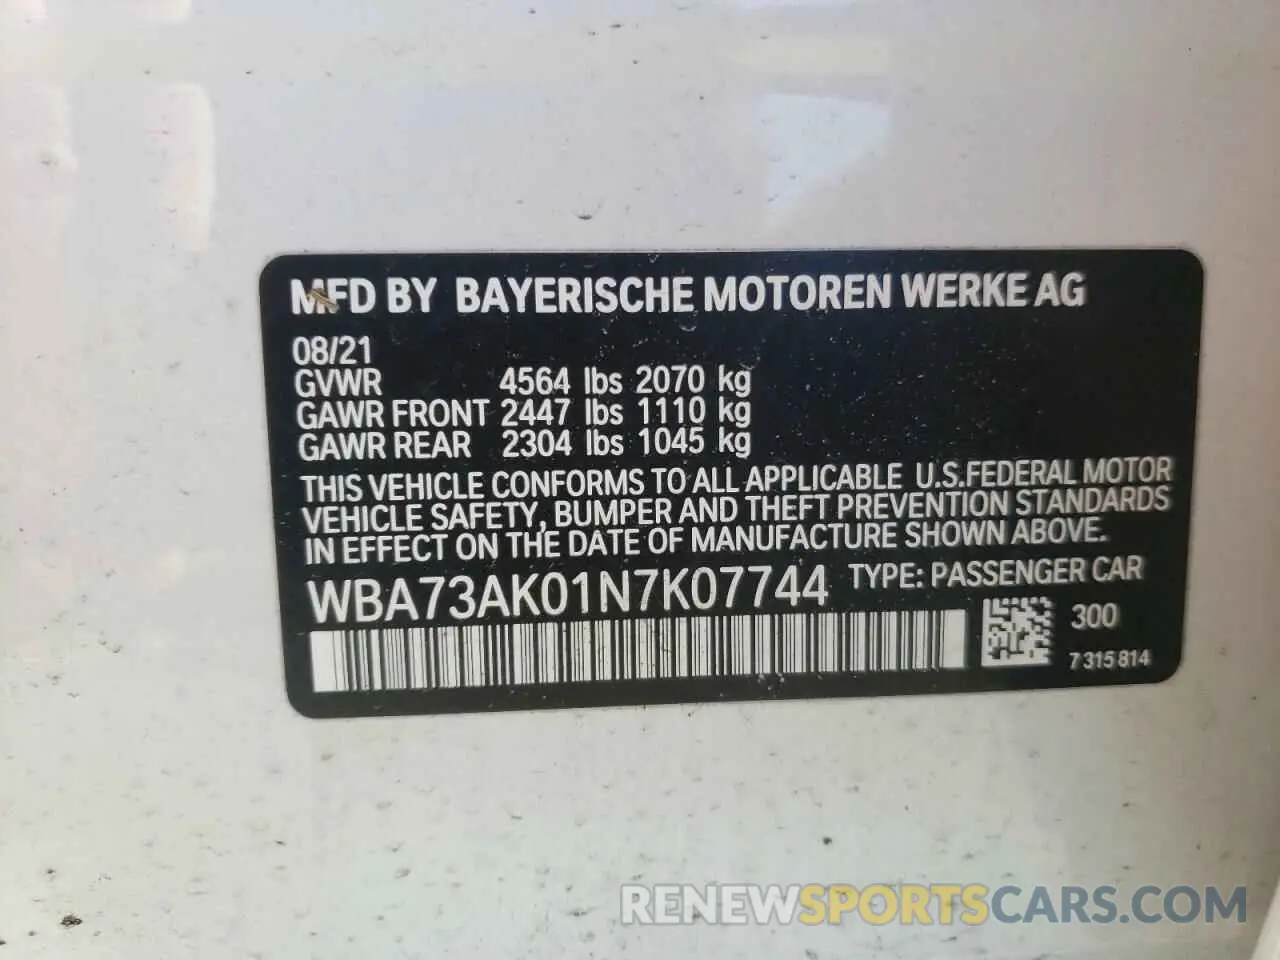 MFD BY BAYERISCHE MOTOREN WERKE AG
08/21
GVWR 4564 lbs 2070 kg
GAWR FRONT 2447 lbs 1110 kg
GAWR REAR 2304 lbs 1045 kg
THIS VEHICLE CONFORMS TO ALL APPLICABLE U.S.FEDERAL MOTOR
VEHICLE SAFETY, BUMPER AND THEFT PREVENTION STANDARDS
IN EFFECT ON THE DATE OF MANUFACTURE SHOWN ABOVE.
WBA73AK01N7K07744 TYPE: PASSENGER CAR
300
7 315 814
RENEWSPORTSCARS.COM